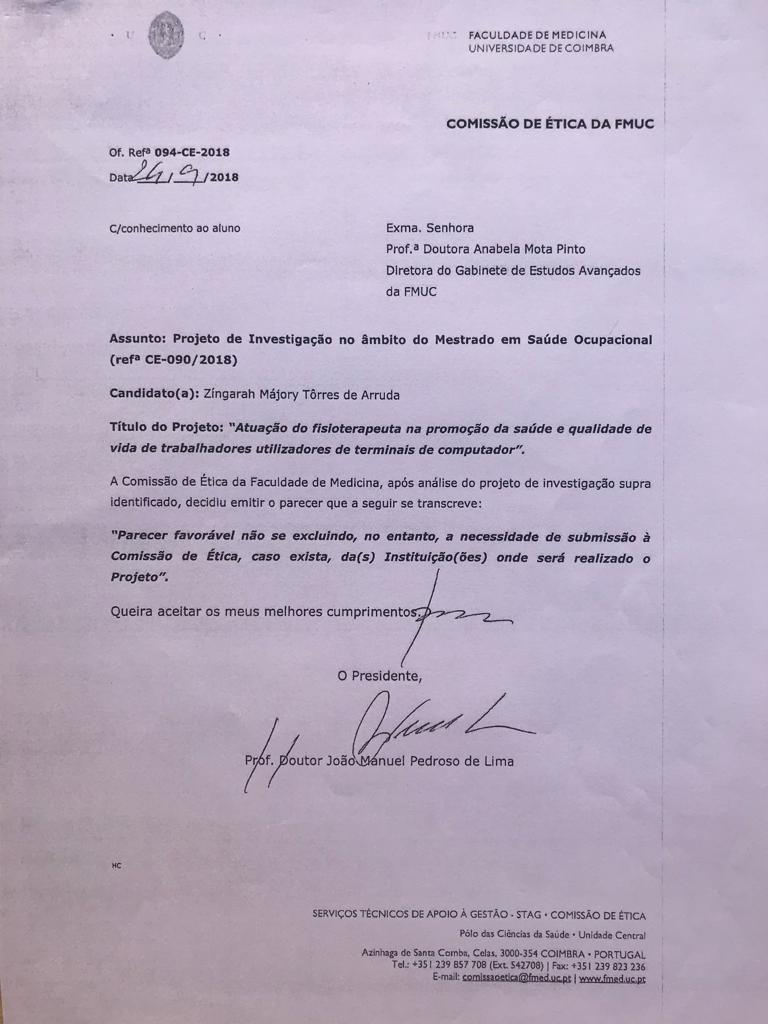 U C
FMUC FACULDADE DE MEDICINA
UNIVERSIDADE DE COIMBRA
COMISSÃO DE ÉTICA DA FMUC
Of. Refª 094-CE-2018
Data 24/9/2018
C/conhecimento ao aluno
Exma. Senhora
Prof.ª Doutora Anabela Mota Pinto
Diretora do Gabinete de Estudos Avançados
da FMUC
Assunto: Projeto de Investigação no âmbito do Mestrado em Saúde Ocupacional
(refª CE-090/2018)
Candidato(a): Zíngarah Májory Tôrres de Arruda
Título do Projeto: "Atuação do fisioterapeuta na promoção da saúde e qualidade de
vida de trabalhadores utilizadores de terminais de computador".
A Comissão de Ética da Faculdade de Medicina, após análise do projeto de investigação supra
identificado, decidiu emitir o parecer que a seguir se transcreve:
"Parecer favorável não se excluindo, no entanto, a necessidade de submissão à
Comissão de Ética, caso exista, da(s) Instituição(ões) onde será realizado o
Projeto".
Queira aceitar os meus melhores cumprimentos,
O Presidente,
Prof. Doutor João Manuel Pedroso de Lima
HC
SERVIÇOS TÉCNICOS DE APOIO À GESTÃO - STAG • COMISSÃO DE ÉTICA
Pólo das Ciências da Saúde • Unidade Central
Azinhaga de Santa Comba, Celas, 3000-354 COIMBRA • PORTUGAL
Tel.: +351 239 857 708 (Ext. 542708) | Fax: +351 239 823 236
E-mail: comissaoetica@fmed.uc.pt | www.fmed.uc.pt